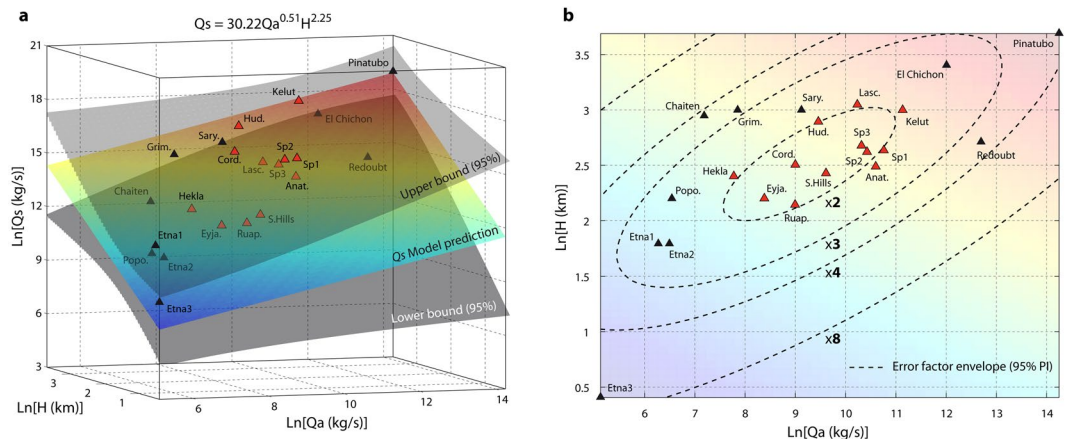 a
Qs = 30.22Qa^0.51H^2.25
21
18
15
12
9
6
3
Ln[Qs (kg/s)]
Pinatubo
Kelut
El Chichon
Hud.
Sary.
Grim.
Cord.
Sp2
Sp1
Lasc.
Sp3
Redoubt
Anat.
Upper bound (95%)
Chaiten
Hekla
S.Hills
Eyja.
Ruap.
Etna1
Popo.
Etna2
Qs Model prediction
Etna3
Lower bound (95%)
3
2
1
Ln[H (km)]
6
8
10
12
14
Ln[Qa (kg/s)]
b
3.5
3
2.5
2
1.5
1
0.5
Ln[H (km)]
Pinatubo
El Chichon
Chaiten
Grim.
Sary.
Lasc.
Hud.
Kelut
Sp3
Redoubt
Cord.
Sp2
Sp1
Hekla
S.Hills
Anat.
Popo.
Eyja.
Ruap.
x2
Etna1
Etna2
x3
x4
x8
Error factor envelope (95% PI)
Etna3
6
7
8
9
10
11
12
13
14
Ln[Qa (kg/s)]